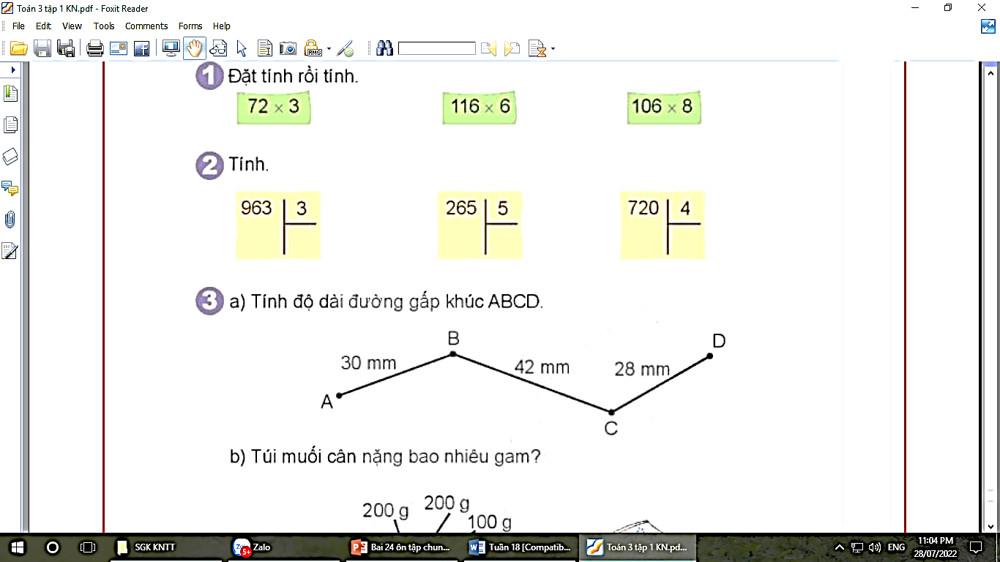 Toán 3 tập 1 KN.pdf - Foxit Reader
File Edit View Tools Comments Forms Help
RMS
1 Đặt tính rồi tính.
72 × 3 116 × 6 106 × 8
2 Tính.
963 3 265 5 720 4
3 a) Tính độ dài đường gấp khúc ABCD.
B D
30 mm 42 mm 28 mm
A
C
b) Túi muối cân nặng bao nhiêu gam?
200 g 200 g
100 g
SGK KNTT Zalo 5+ Bai 24 ôn tập chun... Tuần 18 [Compatib... Toán 3 tập 1 KN.pd... ENG 11:04 PM
28/07/2022